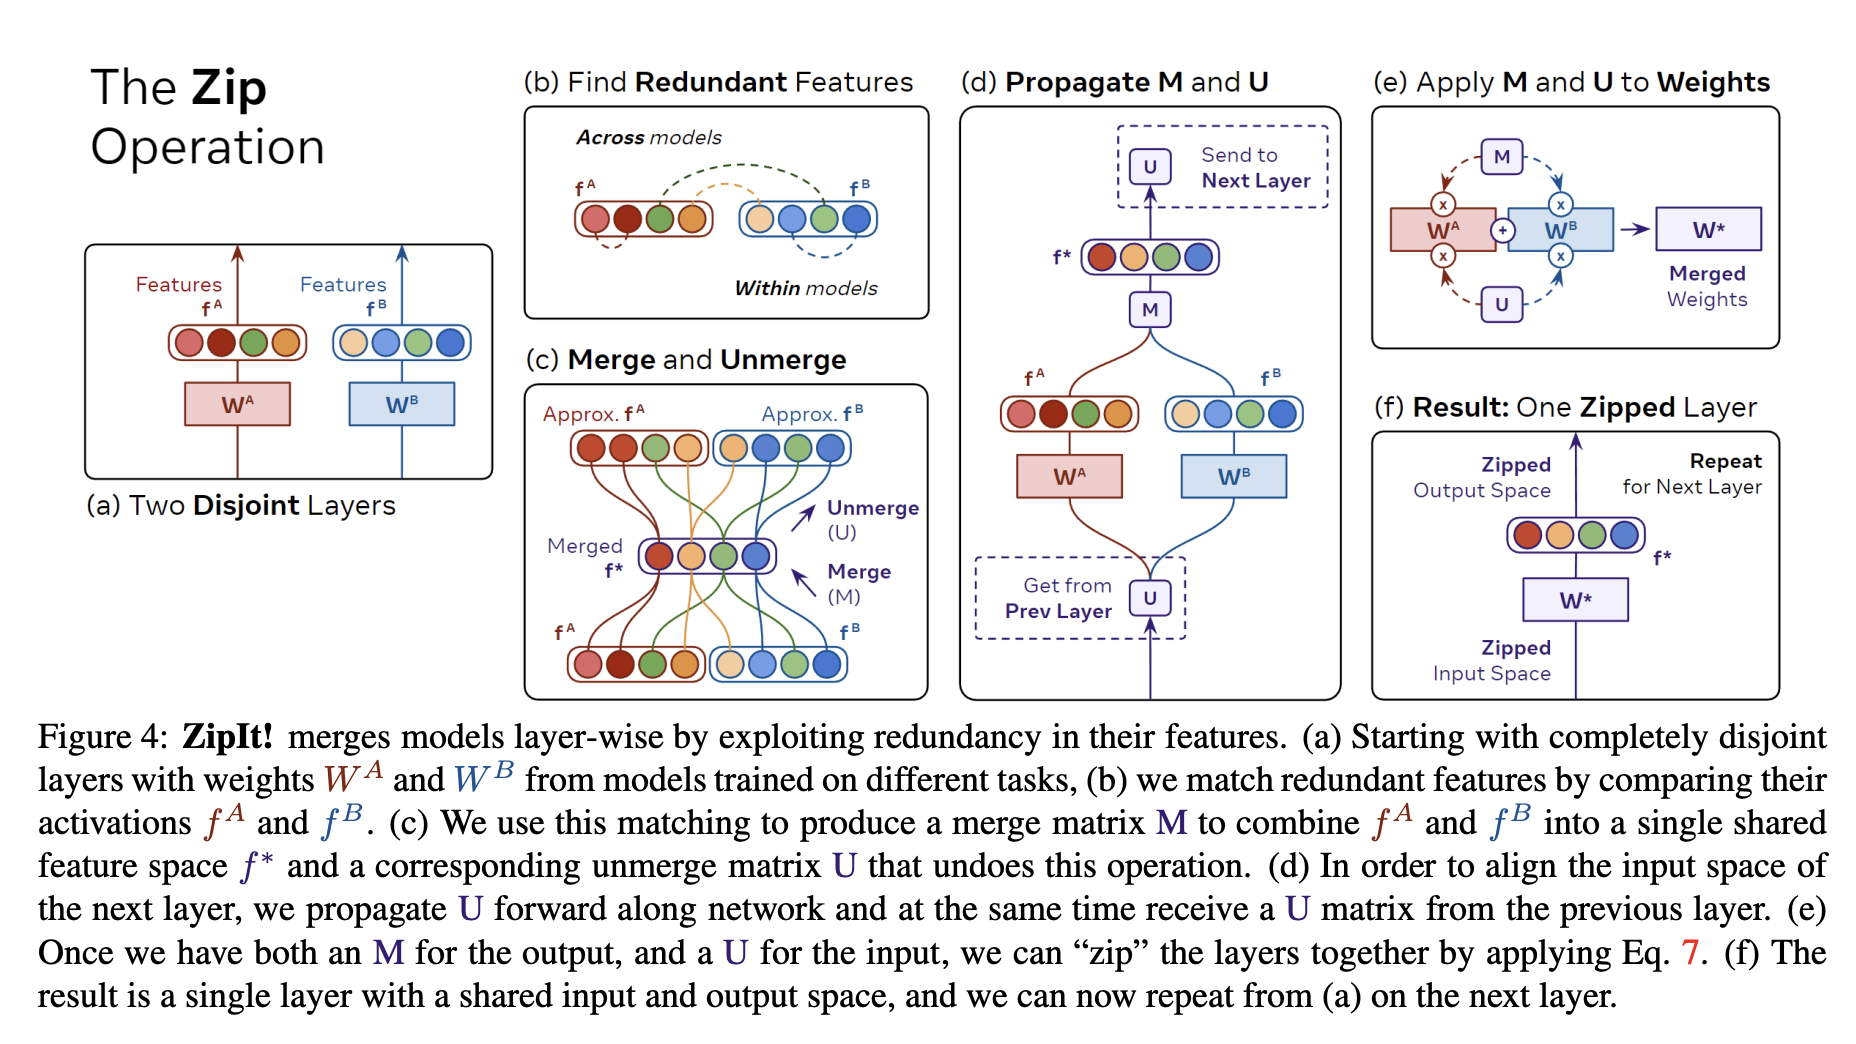 The Zip
Operation
Features
f^A
Features
f^B
W^A
W^B
(a) Two Disjoint Layers
(b) Find Redundant Features
Across models
f^A
f^B
Within models
(c) Merge and Unmerge
Approx. f^A
Approx. f^B
Unmerge
(U)
Merged
f*
Merge
(M)
f^A
f^B
(d) Propagate M and U
U
Send to
Next Layer
f*
M
f^A
f^B
W^A
W^B
Get from
Prev Layer
U
(e) Apply M and U to Weights
M
x
x
W^A
+
W^B
W*
x
x
U
Merged
Weights
(f) Result: One Zipped Layer
Zipped
Output Space
Repeat
for Next Layer
f*
W*
Zipped
Input Space
Figure 4: ZipIt! merges models layer-wise by exploiting redundancy in their features. (a) Starting with completely disjoint
layers with weights W^A and W^B from models trained on different tasks, (b) we match redundant features by comparing their
activations f^A and f^B. (c) We use this matching to produce a merge matrix M to combine f^A and f^B into a single shared
feature space f* and a corresponding unmerge matrix U that undoes this operation. (d) In order to align the input space of
the next layer, we propagate U forward along network and at the same time receive a U matrix from the previous layer. (e)
Once we have both an M for the output, and a U for the input, we can “zip” the layers together by applying Eq. 7. (f) The
result is a single layer with a shared input and output space, and we can now repeat from (a) on the next layer.